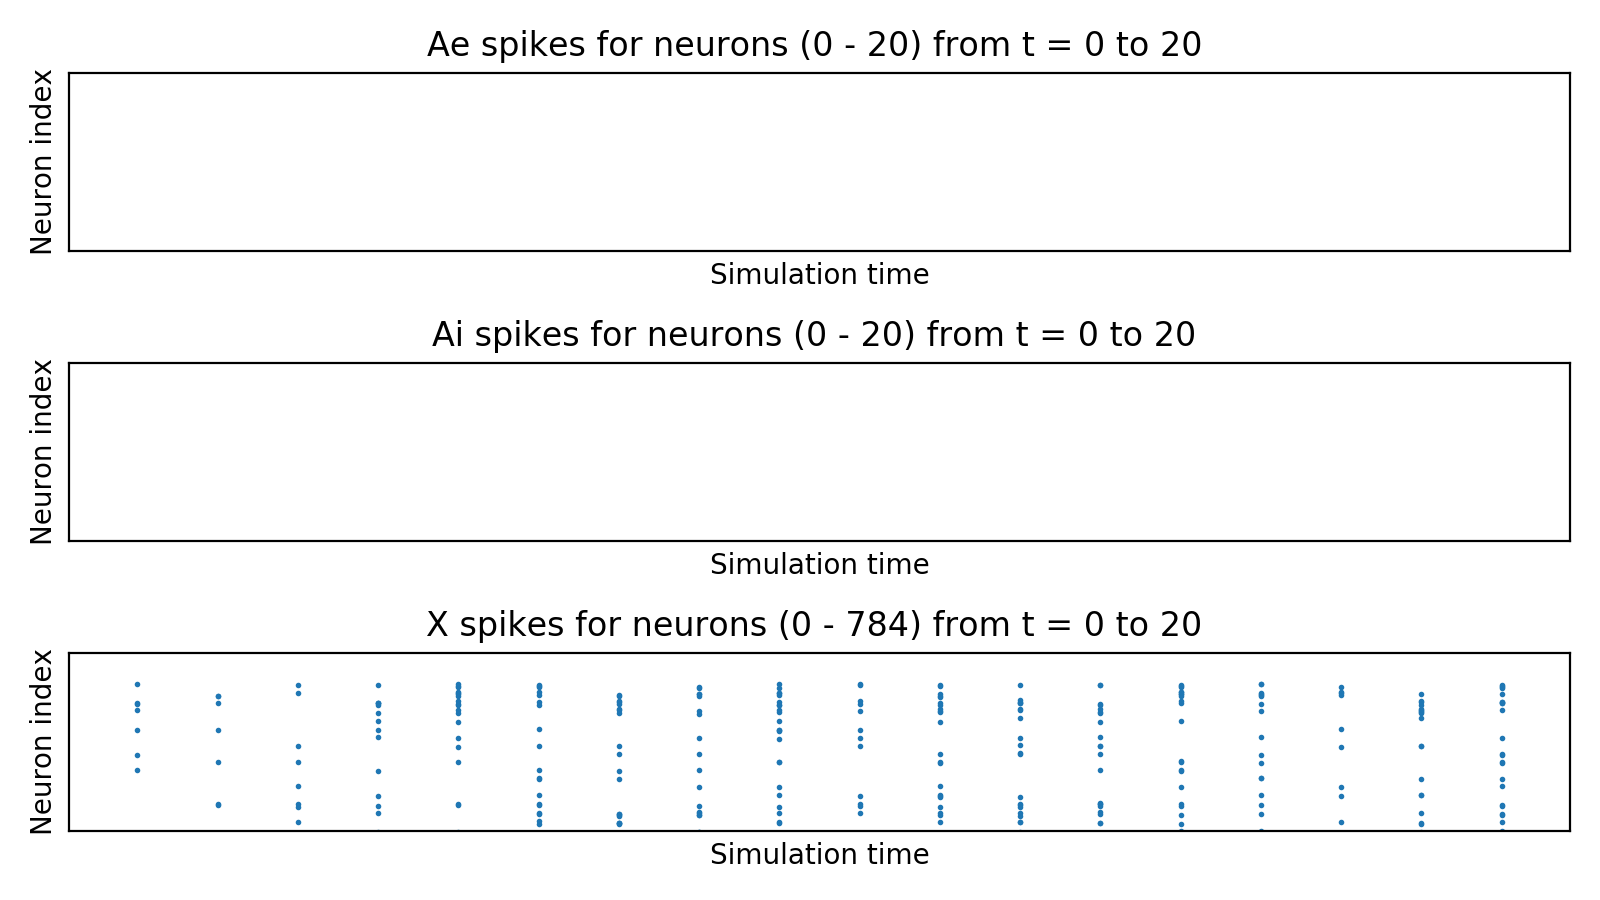 Ae spikes for neurons (0 - 20) from t = 0 to 20
Neuron index
Simulation time
Ai spikes for neurons (0 - 20) from t = 0 to 20
Neuron index
Simulation time
X spikes for neurons (0 - 784) from t = 0 to 20
Neuron index
Simulation time